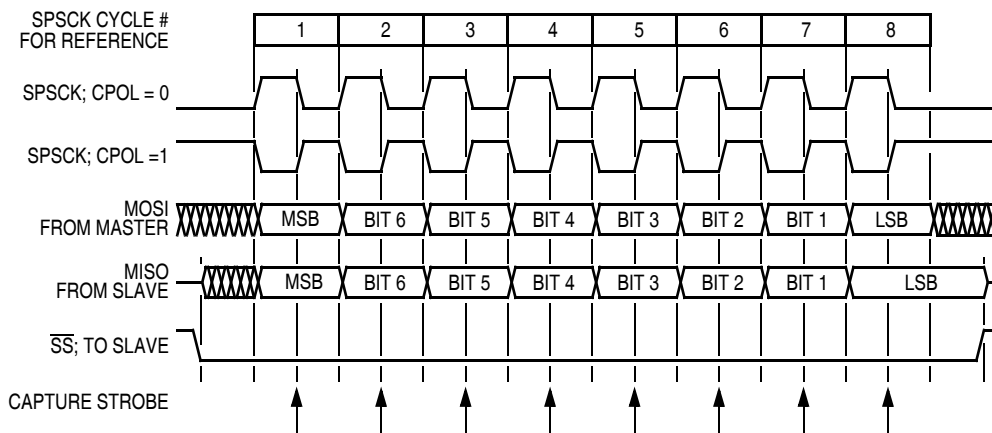 SPSCK CYCLE #
FOR REFERENCE
1 2 3 4 5 6 7 8
SPSCK; CPOL = 0
SPSCK; CPOL =1
MOSI
FROM MASTER
MSB BIT 6 BIT 5 BIT 4 BIT 3 BIT 2 BIT 1 LSB
MISO
FROM SLAVE
MSB BIT 6 BIT 5 BIT 4 BIT 3 BIT 2 BIT 1 LSB
SS; TO SLAVE
CAPTURE STROBE